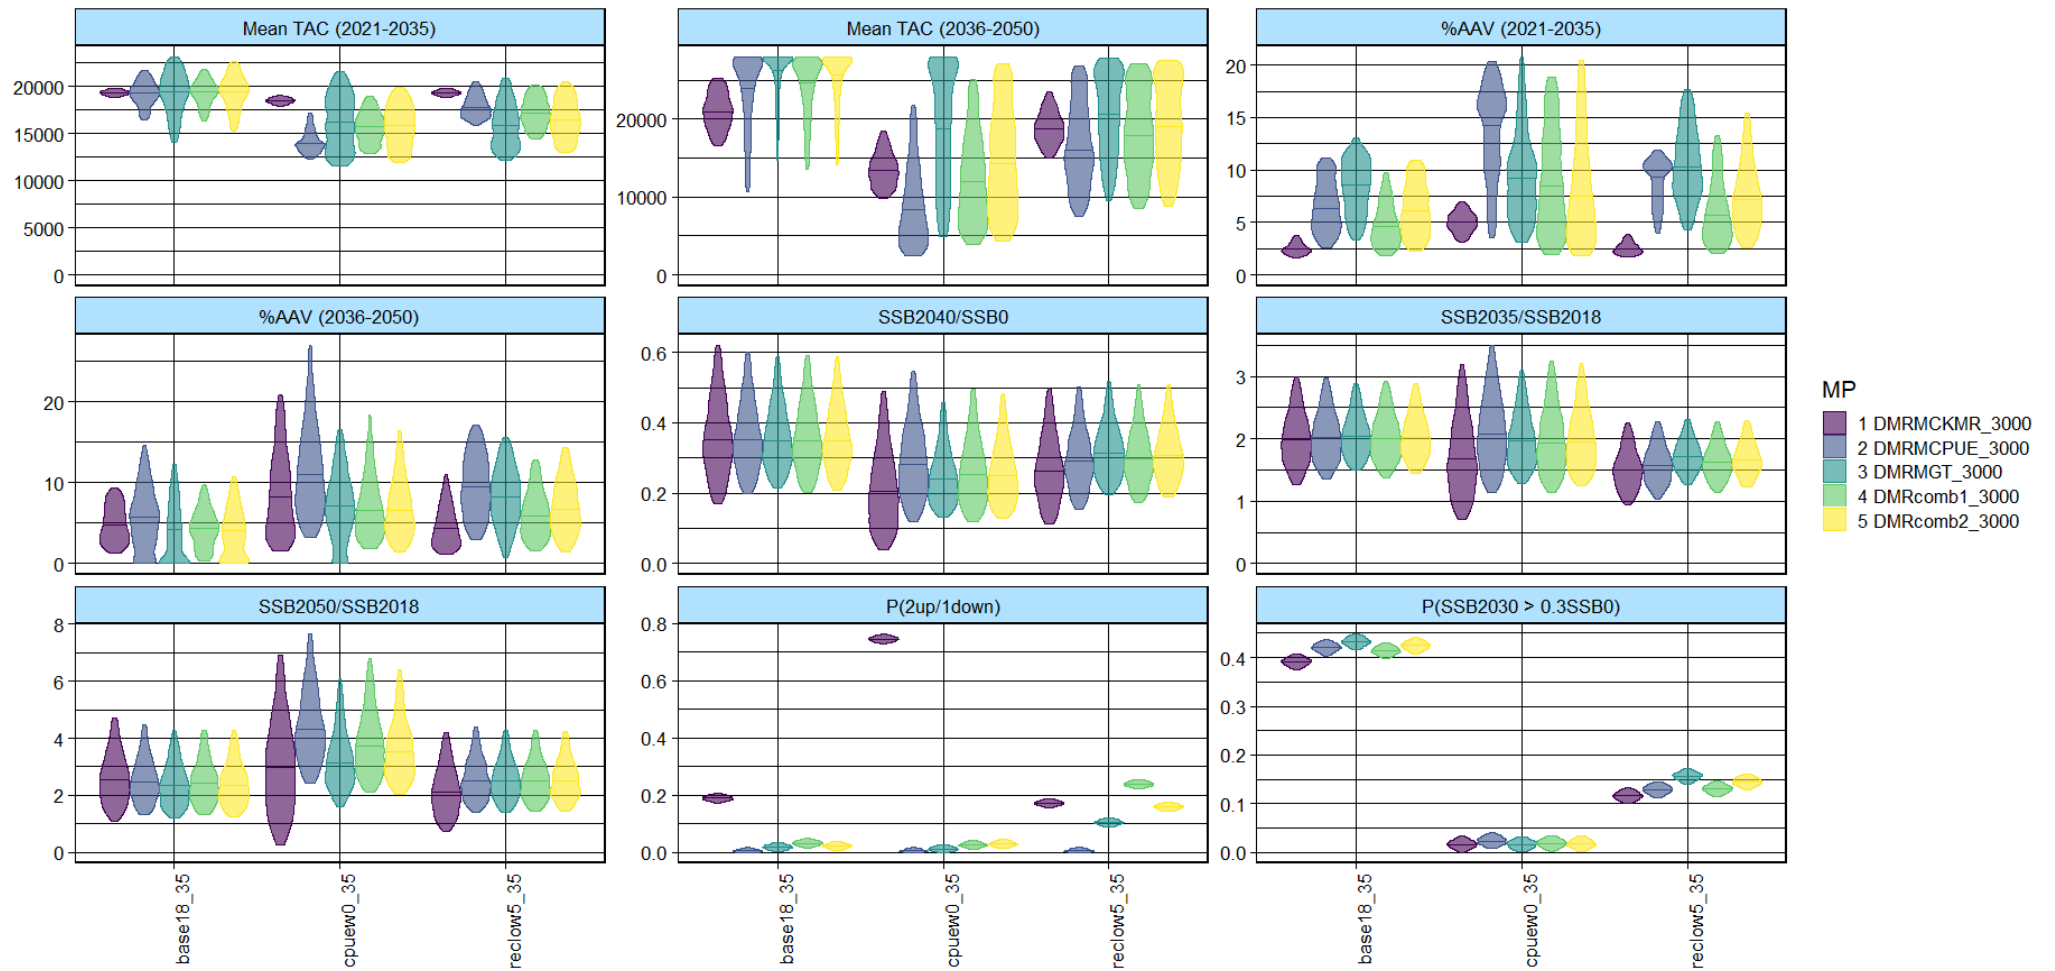 Mean TAC (2021-2035)
Mean TAC (2036-2050)
%AAV (2021-2035)
20000
15000
10000
5000
0
20000
10000
0
20
15
10
5
0
%AAV (2036-2050)
SSB2040/SSB0
SSB2035/SSB2018
20
10
0
0.6
0.4
0.2
0.0
3
2
1
0
MP
1 DMRMCKMR_3000
2 DMRMCPUE_3000
3 DMRMGT_3000
4 DMRcomb1_3000
5 DMRcomb2_3000
SSB2050/SSB2018
P(2up/1down)
P(SSB2030 > 0.3SSB0)
8
6
4
2
0
0.8
0.6
0.4
0.2
0.0
0.4
0.3
0.2
0.1
0.0
base18_35
cpuew0_35
reclow5_35
base18_35
cpuew0_35
reclow5_35
base18_35
cpuew0_35
reclow5_35